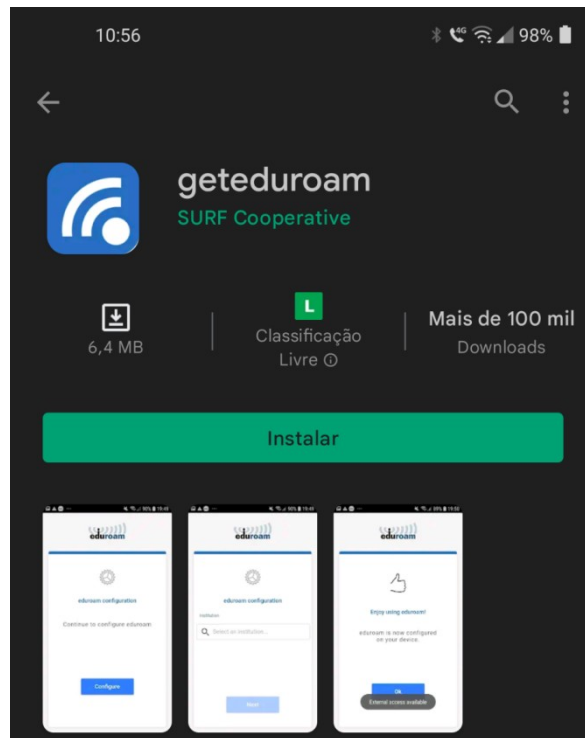 10:56
4G
98%
geteduroam
SURF Cooperative
6,4 MB
L
Classificação
Livre
Mais de 100 mil
Downloads
Instalar
eduroam
eduroam configuration
Continue to configure eduroam.
Configure
eduroam
eduroam configuration
Institution
Select an institution...
Next
eduroam
Enjoy using eduroam!
eduroam is now configured
on your device.
Ok
External access available